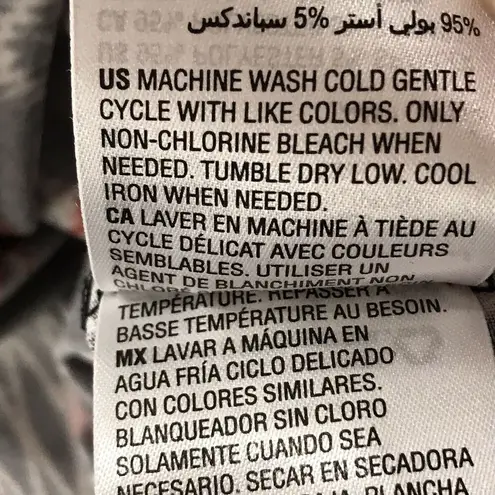 95% بولي أستر 5% سباندكس
US MACHINE WASH COLD GENTLE
CYCLE WITH LIKE COLORS. ONLY
NON-CHLORINE BLEACH WHEN
NEEDED. TUMBLE DRY LOW. COOL
IRON WHEN NEEDED.
CA LAVER EN MACHINE À TIÈDE AU
CYCLE DÉLICAT AVEC COULEURS
SEMBLABLES. UTILISER UN
AGENT DE BLANCHIMENT NON
TEMPÉRATURE. REPASSER À
BASSE TEMPÉRATURE AU BESOIN.
MX LAVAR A MÁQUINA EN
AGUA FRÍA CICLO DELICADO
CON COLORES SIMILARES.
BLANQUEADOR SIN CLORO
SOLAMENTE CUANDO SEA
NECESARIO. SECAR EN SECADORA
PLANCHA